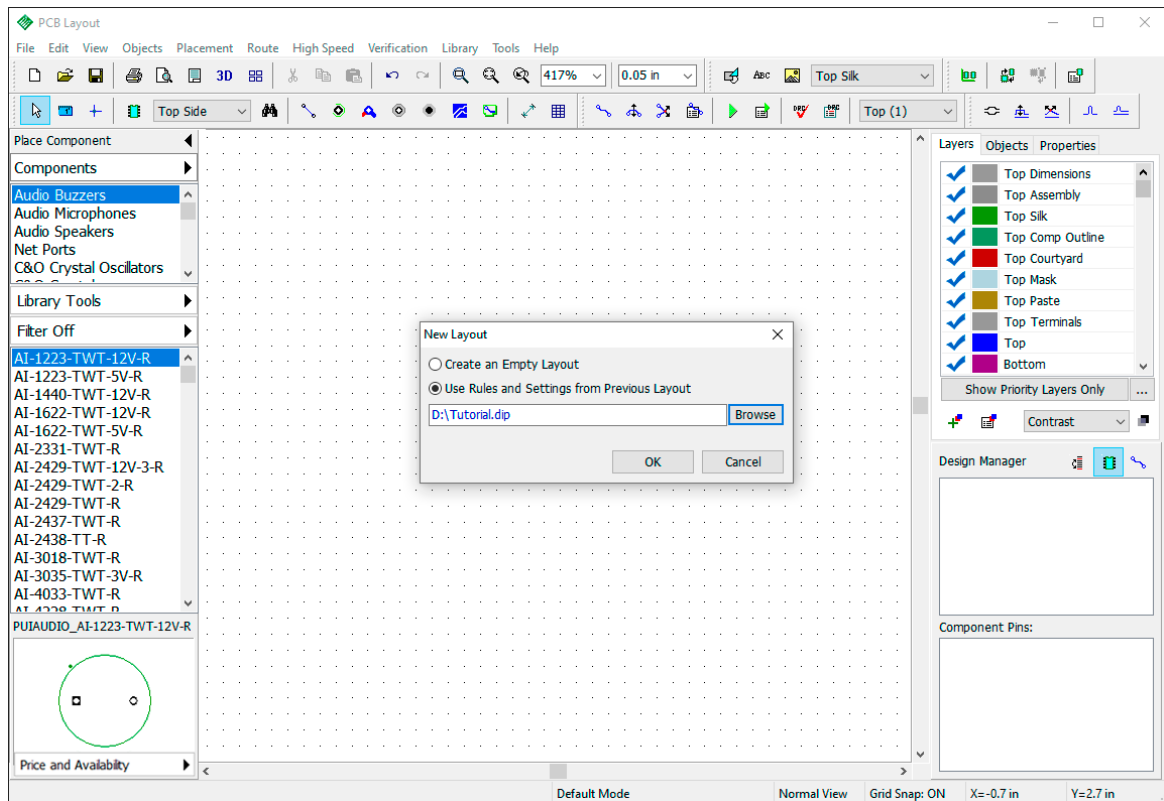 PCB Layout
File Edit View Objects Placement Route High Speed Verification Library Tools Help
3D 417% 0.05 in ABC Top Silk
Top Side DRC DRC Top (1)
Place Component
Components
Audio Buzzers
Audio Microphones
Audio Speakers
Net Ports
C&O Crystal Oscillators
Library Tools
Filter Off
AI-1223-TWT-12V-R
AI-1223-TWT-5V-R
AI-1440-TWT-12V-R
AI-1622-TWT-12V-R
AI-1622-TWT-5V-R
AI-2331-TWT-R
AI-2429-TWT-12V-3-R
AI-2429-TWT-2-R
AI-2429-TWT-R
AI-2437-TWT-R
AI-2438-TT-R
AI-3018-TWT-R
AI-3035-TWT-3V-R
AI-4033-TWT-R
PUIAUDIO_AI-1223-TWT-12V-R
Price and Availability
New Layout
Create an Empty Layout
Use Rules and Settings from Previous Layout
D:\Tutorial.dip Browse
OK Cancel
Layers Objects Properties
Top Dimensions
Top Assembly
Top Silk
Top Comp Outline
Top Courtyard
Top Mask
Top Paste
Top Terminals
Top
Bottom
Show Priority Layers Only ...
Contrast
Design Manager
Component Pins:
Default Mode Normal View Grid Snap: ON X=-0.7 in Y=2.7 in